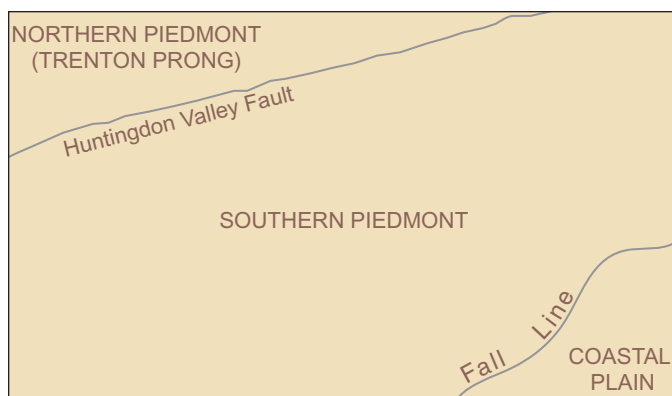 NORTHERN PIEDMONT
(TRENTON PRONG)
Huntingdon Valley Fault
SOUTHERN PIEDMONT
Fall Line
COASTAL
PLAIN